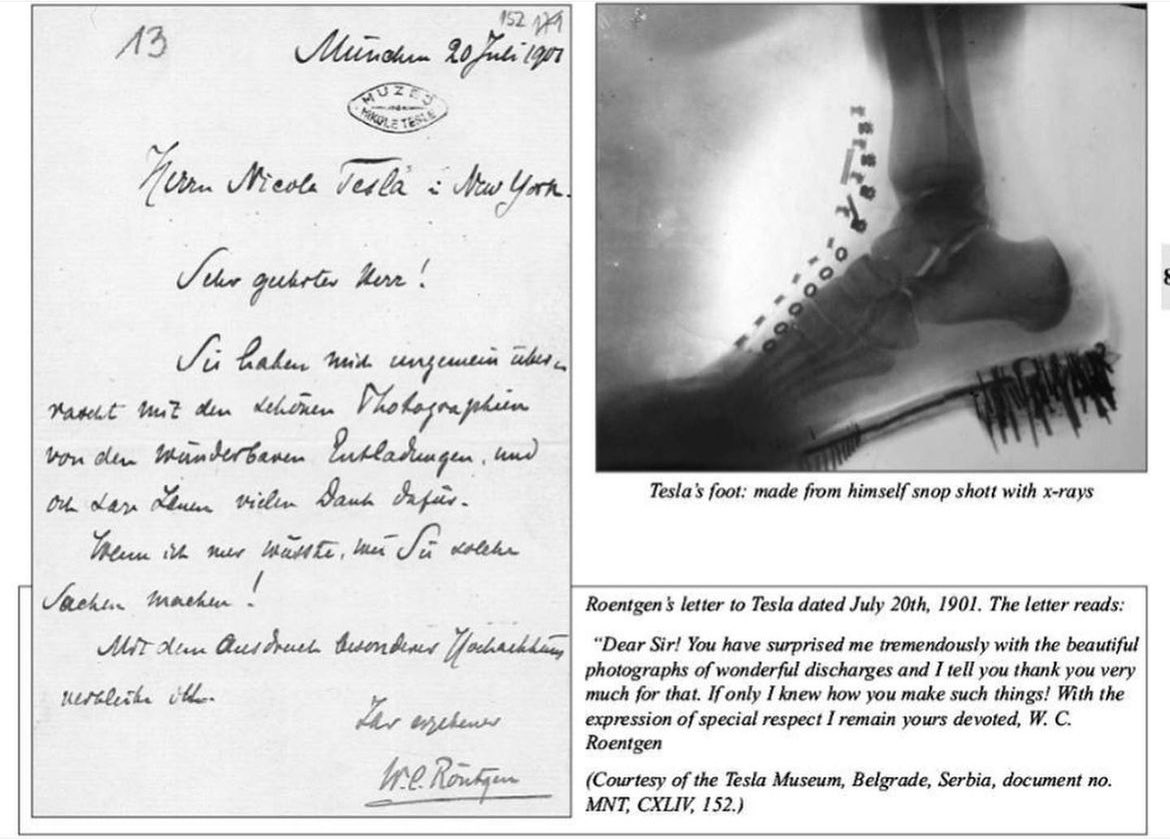 13
152 179
München 20 Juli 1901
MUZEJ
NIKOLE TESLE
Herrn Nicola Tesla i New York.
Sehr geehrter Herr!
Sie haben mich ungemein über-
rascht mit den schönen Photographien
von den wunderbaren Entladungen, und
ich sage Ihnen vielen Dank dafür.
Wenn ich nur wüsste, wie Sie solche
Sachen machen!
Mit dem Ausdruck besonderer Hochachtung
verbleibe ich
Ihr ergebener
W.C. Röntgen
Tesla's foot: made from himself snop shott with x-rays
Roentgen's letter to Tesla dated July 20th, 1901. The letter reads:
"Dear Sir! You have surprised me tremendously with the beautiful
photographs of wonderful discharges and I tell you thank you very
much for that. If only I knew how you make such things! With the
expression of special respect I remain yours devoted, W. C.
Roentgen
(Courtesy of the Tesla Museum, Belgrade, Serbia, document no.
MNT, CXLIV, 152.)